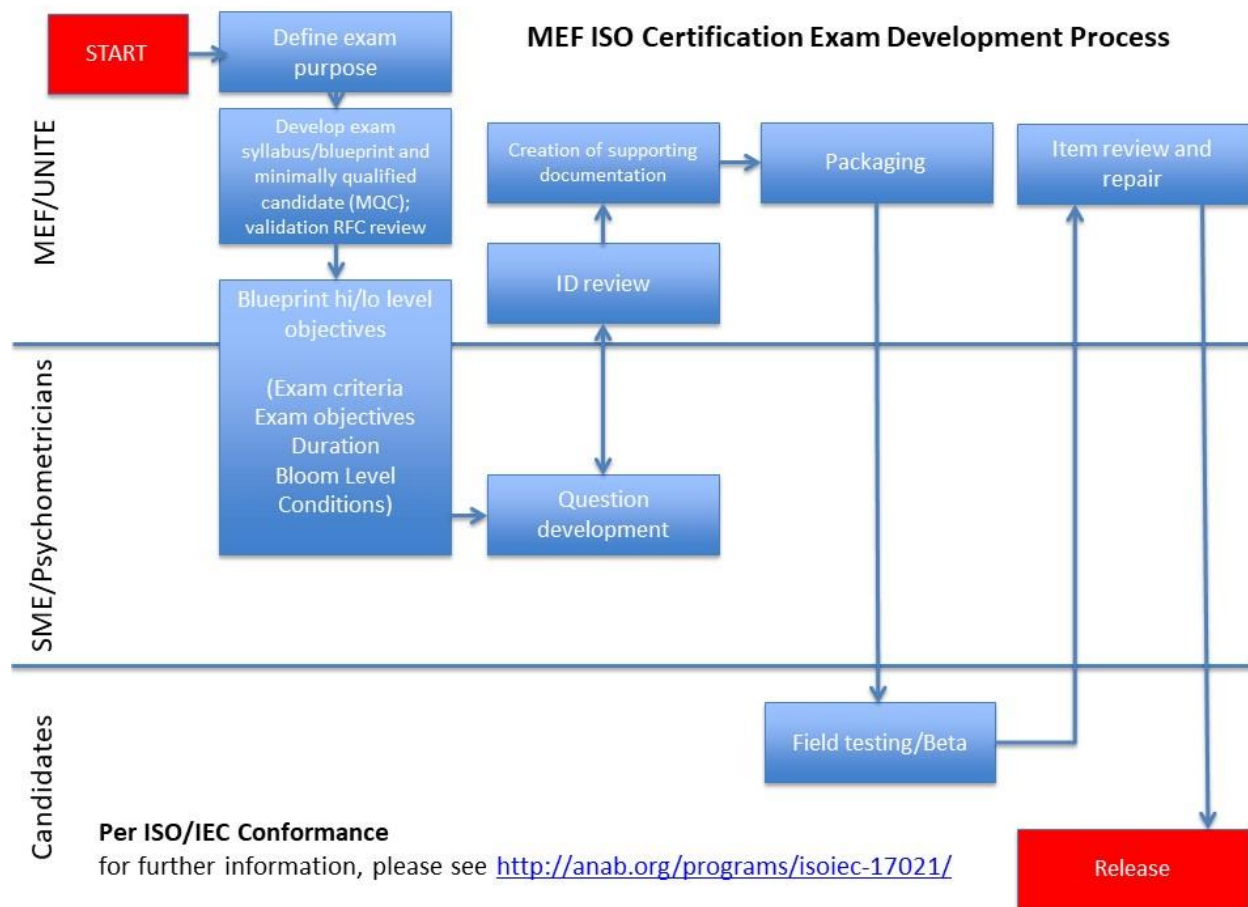 MEF ISO Certification Exam Development Process
START
Define exam
purpose
MEF/UNITE
Develop exam
syllabus/blueprint and
minimally qualified
candidate (MQC);
validation RFC review
Creation of supporting
documentation
Packaging
Item review and
repair
ID review
Blueprint hi/lo level
objectives
(Exam criteria
Exam objectives
Duration
Bloom Level
Conditions)
SME/Psychometricians
Question
development
Candidates
Field testing/Beta
Per ISO/IEC Conformance
for further information, please see http://anab.org/programs/isoiec-17021/
Release